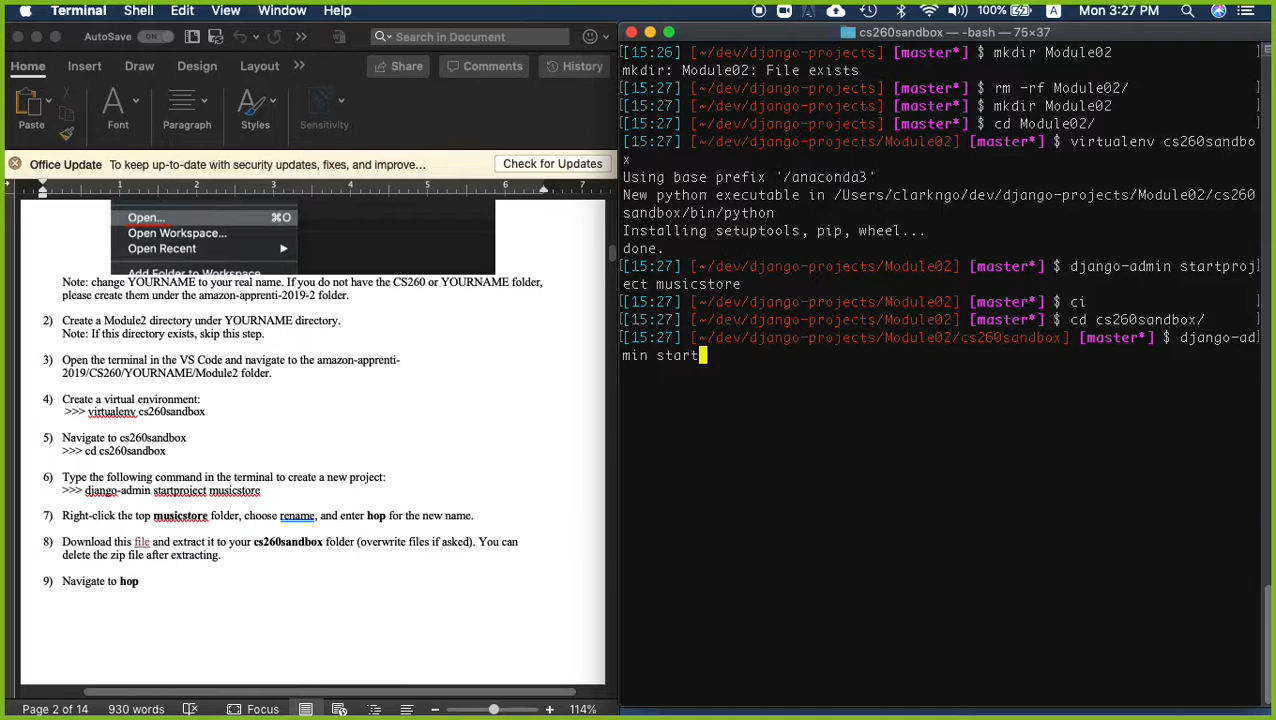 Terminal Shell Edit View Window Help 100% A Mon 3:27 PM
AutoSave OFF Search in Document
Home Insert Draw Design Layout Share Comments History
Paste Font Paragraph Styles Sensitivity
Office Update To keep up-to-date with security updates, fixes, and improve... Check for Updates
1 2 3 4 5 6 7
Open... ⌘O
Open Workspace...
Open Recent
Add Folder to Workspace
Note: change YOURNAME to your real name. If you do not have the CS260 or YOURNAME folder,
please create them under the amazon-apprenti-2019-2 folder.
2) Create a Module2 directory under YOURNAME directory.
Note: If this directory exists, skip this step.
3) Open the terminal in the VS Code and navigate to the amazon-apprenti-
2019/CS260/YOURNAME/Module2 folder.
4) Create a virtual environment:
>>> virtualenv cs260sandbox
5) Navigate to cs260sandbox
>>> cd cs260sandbox
6) Type the following command in the terminal to create a new project:
>>> django-admin startproject musicstore
7) Right-click the top musicstore folder, choose rename, and enter hop for the new name.
8) Download this file and extract it to your cs260sandbox folder (overwrite files if asked). You can
delete the zip file after extracting.
9) Navigate to hop
Page 2 of 14 930 words Focus 114%
cs260sandbox — -bash — 75×37
[[15:26] [~/dev/django-projects] [master*] $ mkdir Module02 ]
mkdir: Module02: File exists
[[15:27] [~/dev/django-projects] [master*] $ rm -rf Module02/ ]
[[15:27] [~/dev/django-projects] [master*] $ mkdir Module02 ]
[[15:27] [~/dev/django-projects] [master*] $ cd Module02/ ]
[[15:27] [~/dev/django-projects/Module02] [master*] $ virtualenv cs260sandbo]
x
Using base prefix '/anaconda3'
New python executable in /Users/clarkngo/dev/django-projects/Module02/cs260
sandbox/bin/python
Installing setuptools, pip, wheel...
done.
[[15:27] [~/dev/django-projects/Module02] [master*] $ django-admin startproj]
ect musicstore
[[15:27] [~/dev/django-projects/Module02] [master*] $ ci ]
[[15:27] [~/dev/django-projects/Module02] [master*] $ cd cs260sandbox/ ]
[[15:27] [~/dev/django-projects/Module02/cs260sandbox] [master*] $ django-ad]
min start